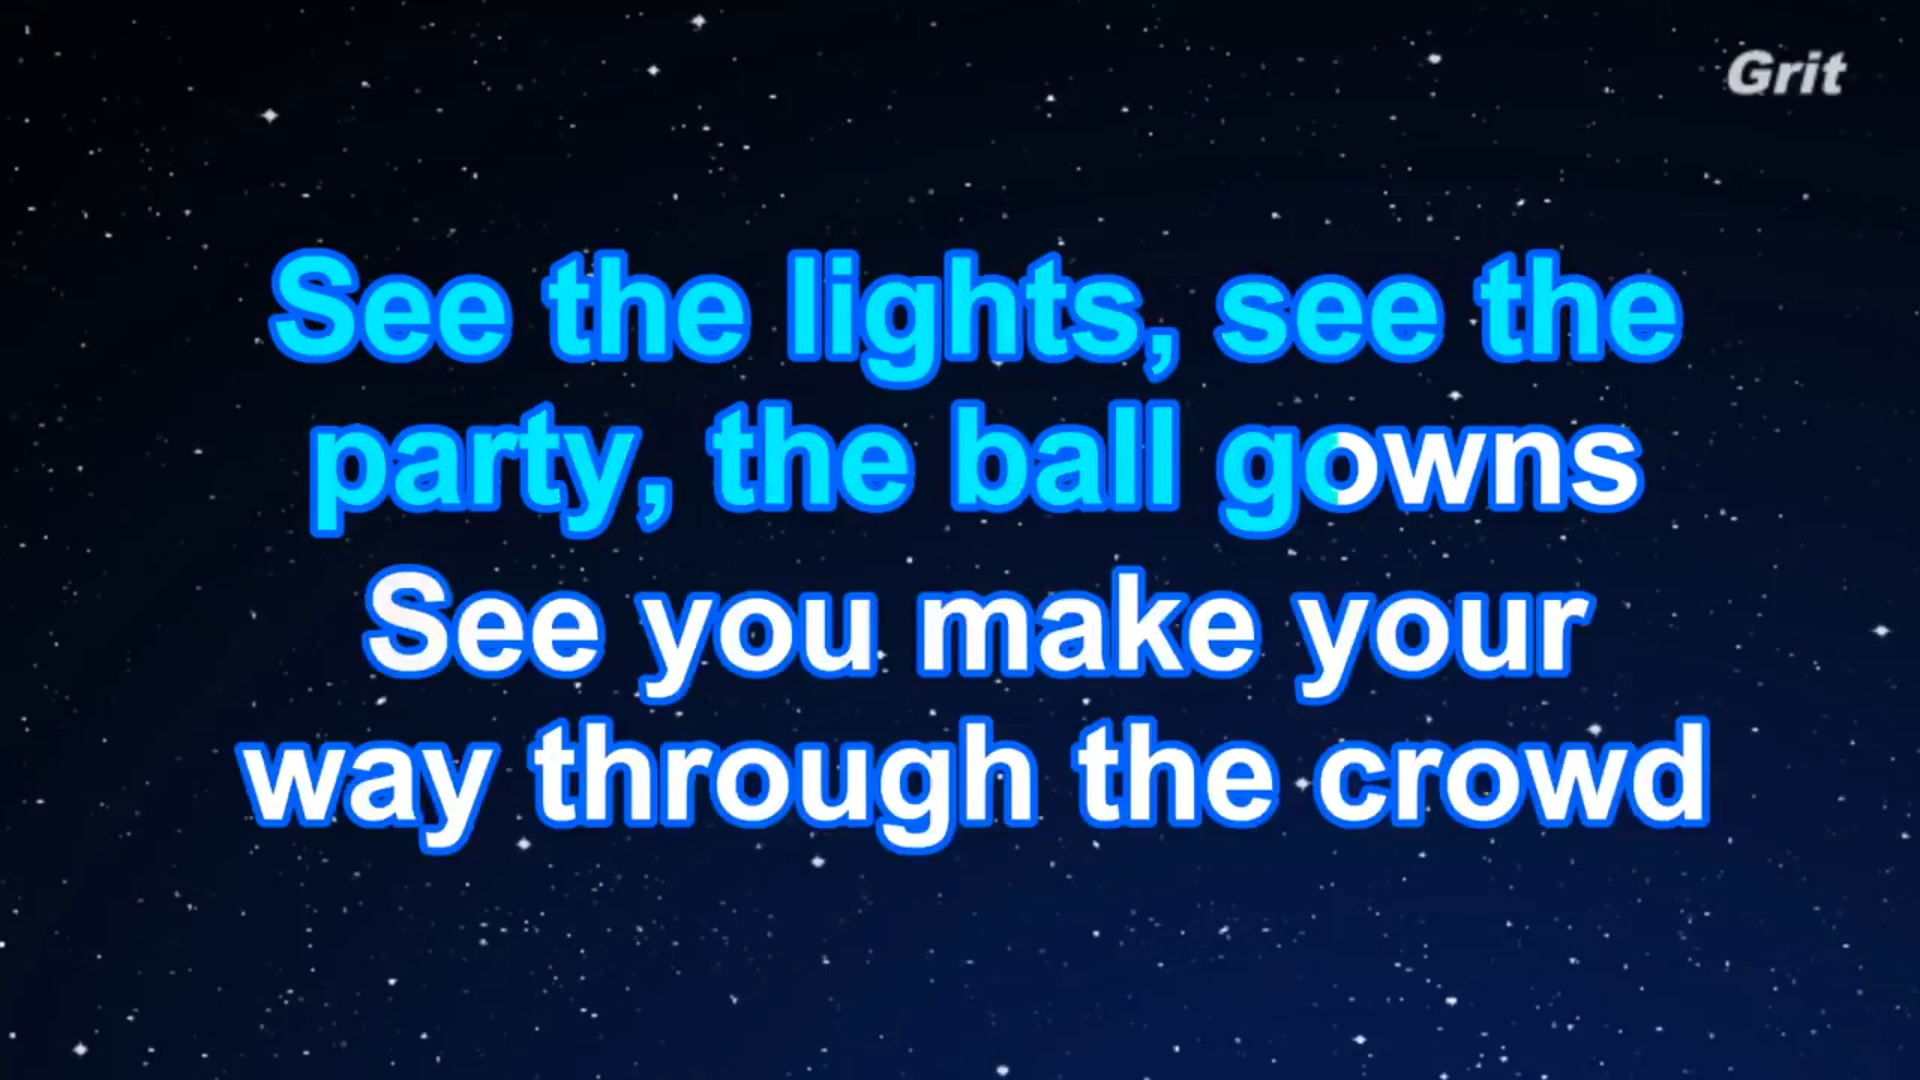 Grit
See the lights, see the
party, the ball gowns
See you make your
way through the crowd